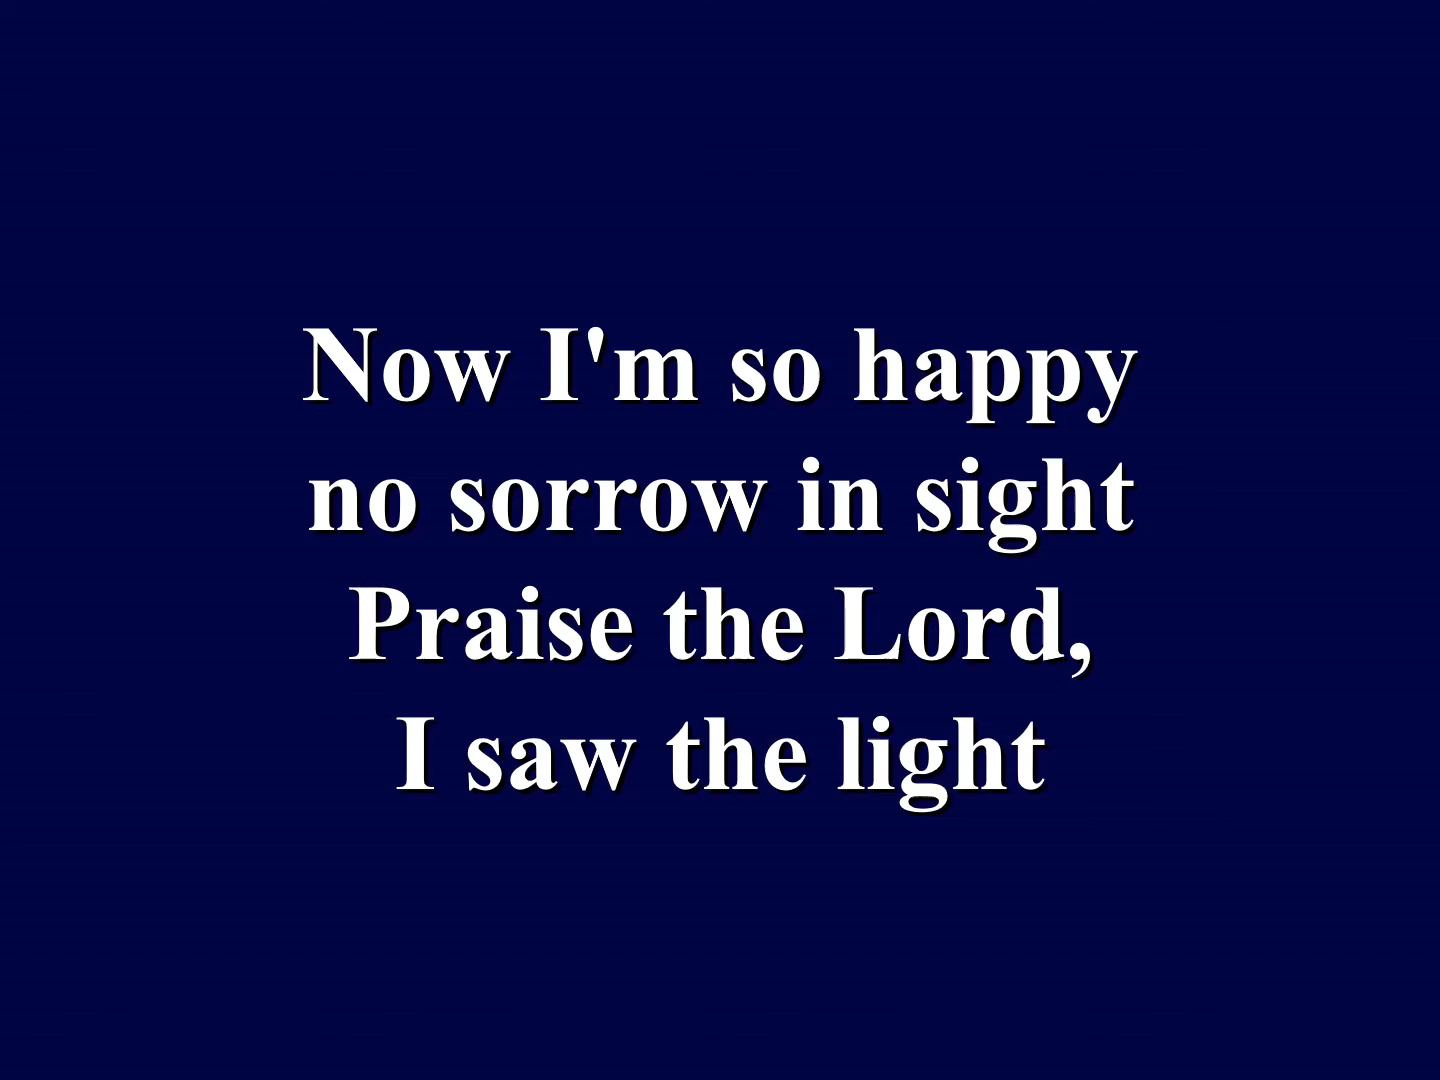 Now I'm so happy
no sorrow in sight
Praise the Lord,
I saw the light